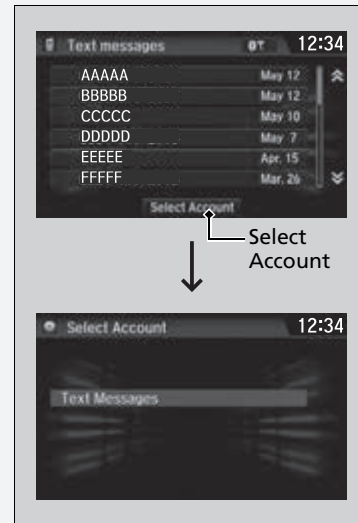 Text messages 12:34
AAAAA May 12
BBBBB May 12
CCCCC May 10
DDDDD May 7
EEEEE Apr. 15
FFFFF Mar. 26
Select Account
Select
Account
Select Account 12:34
Text Messages